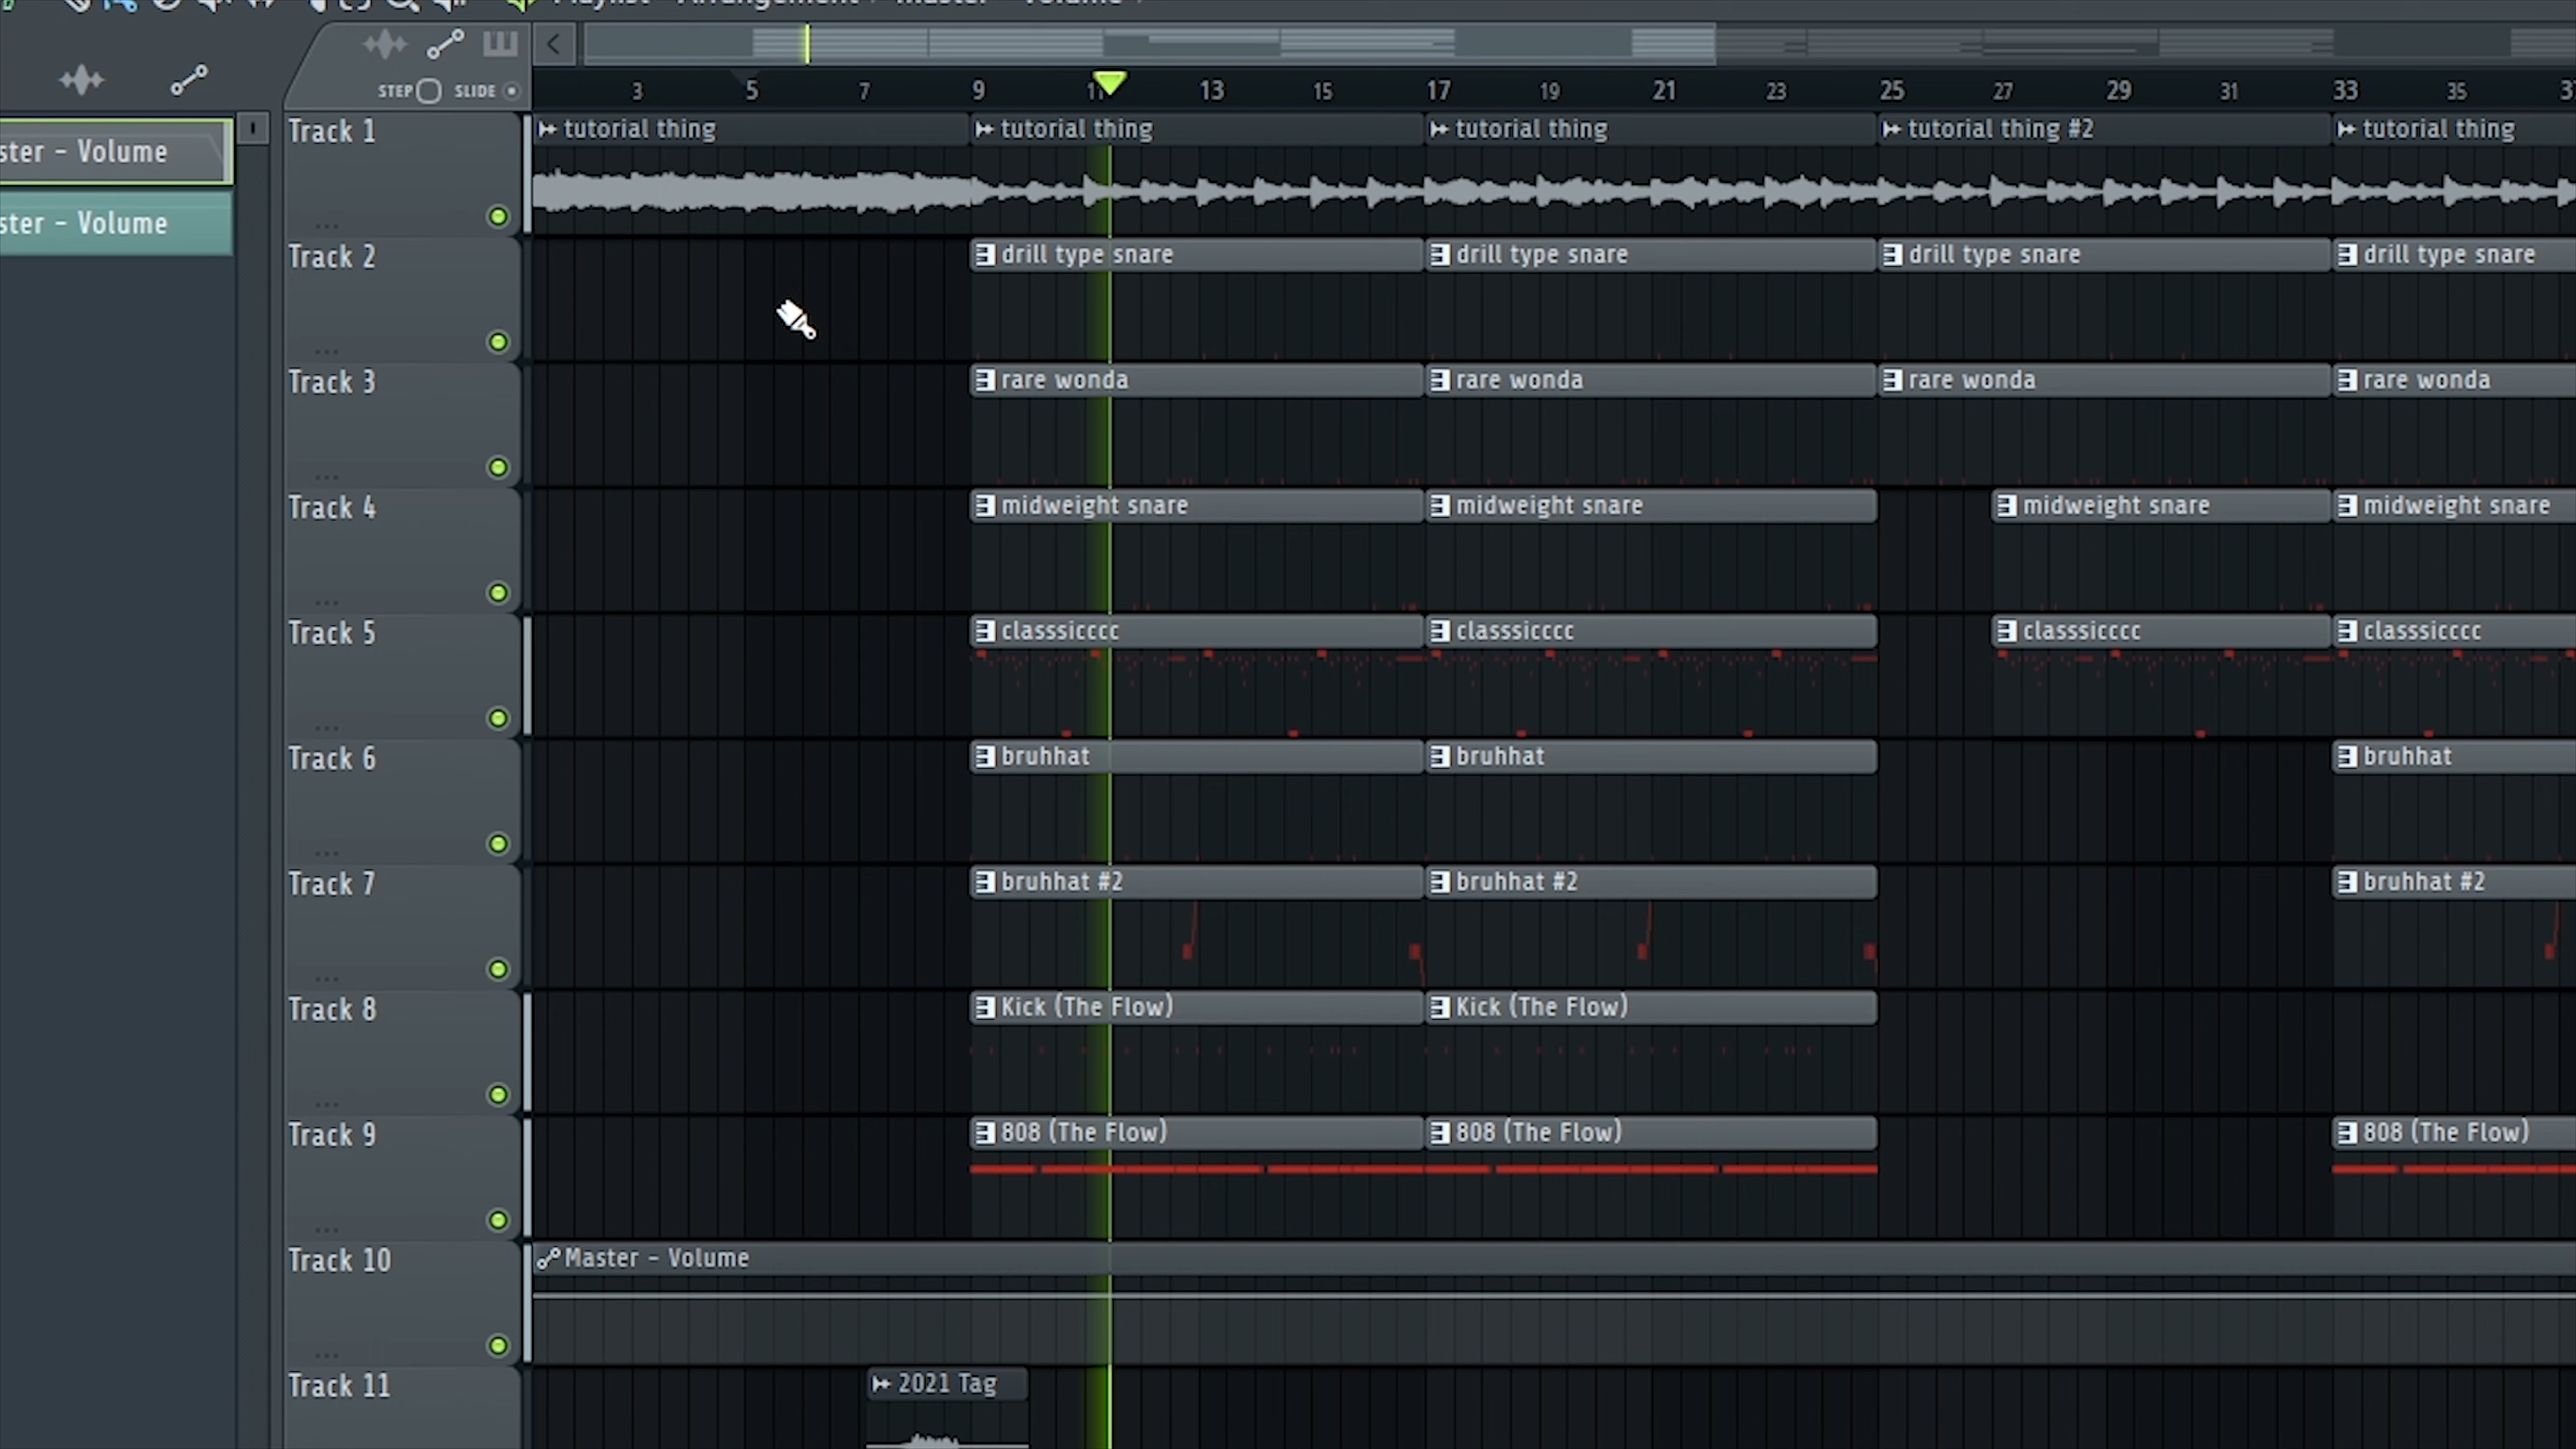 Playlist - Arrangement › Master - Volume ›
STEP SLIDE
3 5 7 9 11 13 15 17 19 21 23 25 27 29 31 33 35
ster - Volume
ster - Volume
Track 1
tutorial thing tutorial thing tutorial thing tutorial thing #2 tutorial thing
Track 2
drill type snare drill type snare drill type snare drill type snare
Track 3
rare wonda rare wonda rare wonda rare wonda
Track 4
midweight snare midweight snare midweight snare midweight snare
Track 5
classsicccc classsicccc classsicccc classsicccc
Track 6
bruhhat bruhhat bruhhat
Track 7
bruhhat #2 bruhhat #2 bruhhat #2
Track 8
Kick (The Flow) Kick (The Flow)
Track 9
808 (The Flow) 808 (The Flow) 808 (The Flow)
Track 10
Master - Volume
Track 11
2021 Tag